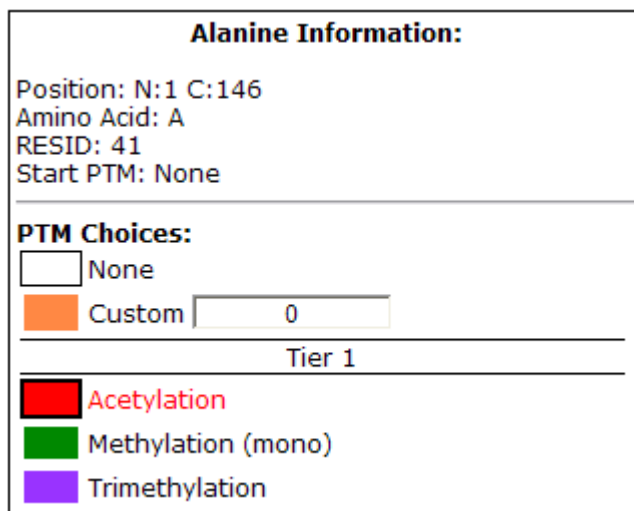 Alanine Information:
Position: N:1 C:146
Amino Acid: A
RESID: 41
Start PTM: None
PTM Choices:
None
Custom 0
Tier 1
Acetylation
Methylation (mono)
Trimethylation